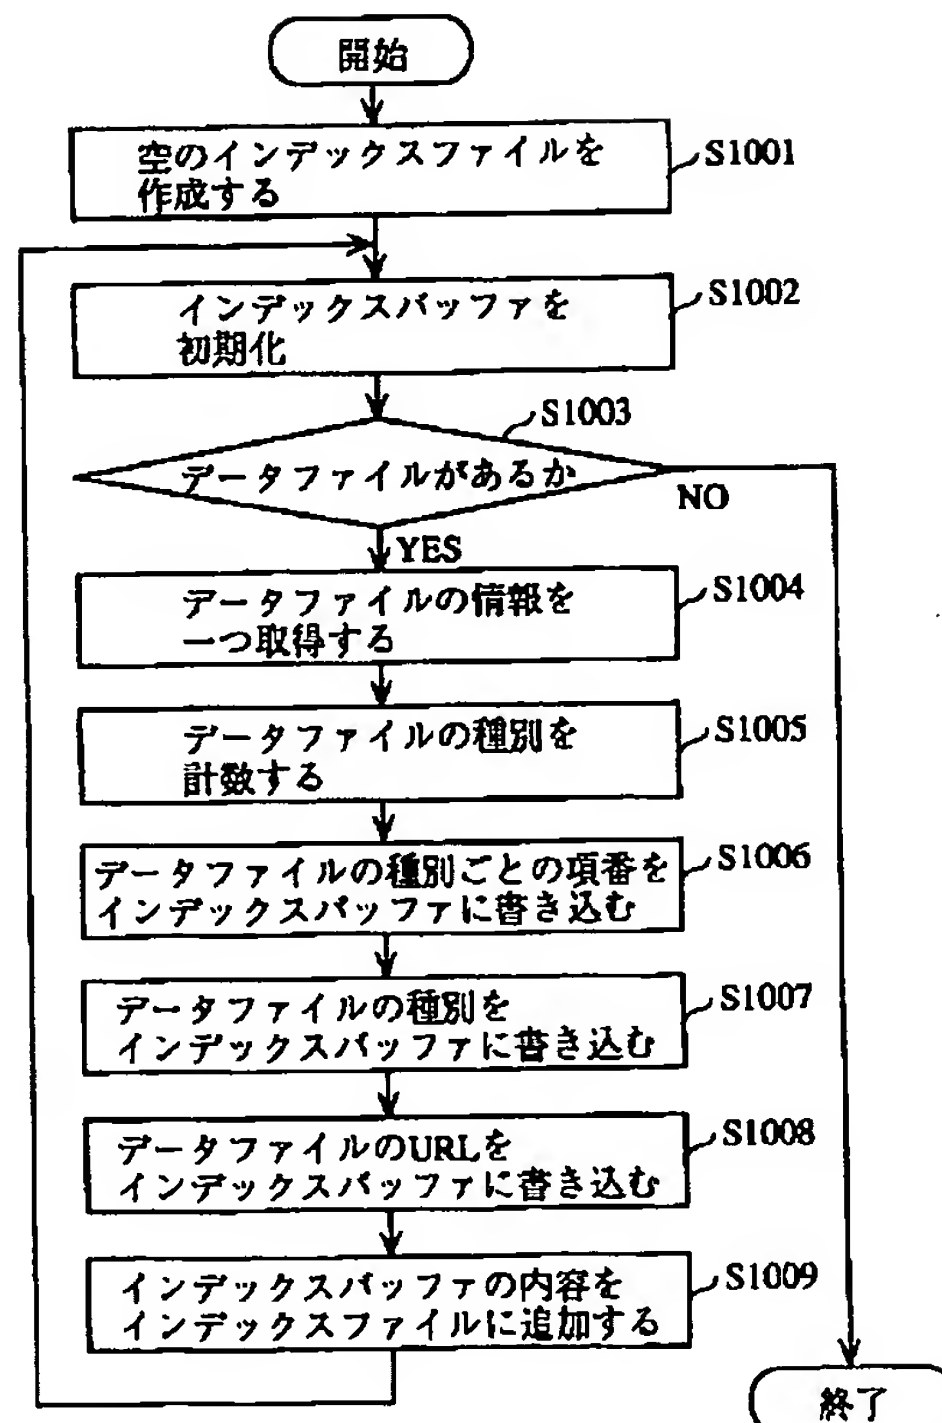 開始
空のインデックスファイルを
作成する
S1001
インデックスバッファを
初期化
S1002
S1003
データファイルがあるか
NO
YES
データファイルの情報を
一つ取得する
S1004
データファイルの種別を
計数する
S1005
データファイルの種別ごとの項番を
インデックスバッファに書き込む
S1006
データファイルの種別を
インデックスバッファに書き込む
S1007
データファイルのURLを
インデックスバッファに書き込む
S1008
インデックスバッファの内容を
インデックスファイルに追加する
S1009
終了